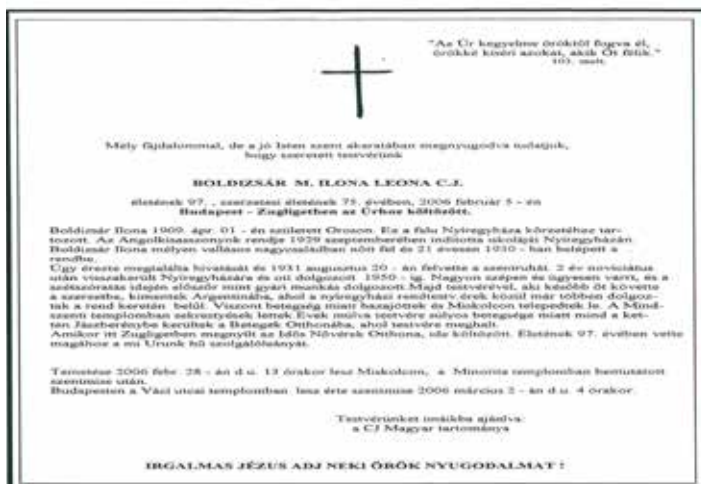 "Az Úr kegyelme öröktől fogva él,
örökké kíséri azokat, akik Őt félik."
103. zsolt.
Mély fájdalommal, de a jó Isten szent akaratában megnyugodva tudatjuk,
hogy szeretett testvérünk
BOLDIZSÁR M. ILONA LEONA C.J.
életének 97. , szerzetesi életének 75. évében, 2006 február 5 - én
Budapest - Zugligetben az Úrhoz költözött.
Boldizsár Ilona 1909. ápr. 01 - én született Oroson. Ez a falu Nyíregyháza körzetéhez tar-
tozott. Az Angolkisasszonyok rendje 1929 szeptemberében indította iskoláját Nyíregyházán.
Boldizsár Ilona mélyen vallásos nagycsaládban nőtt fel és 21 évesen 1930 - ban belépett a
rendbe.
Úgy érezte megtalálta hivatását és 1931 augusztus 20 - án felvette a szentruhát. 2 év noviciátus
után visszakerült Nyíregyházára és ott dolgozott 1950 - ig. Nagyon szépen és ügyesen varrt, és a
szétszóratás idején először mint gyári munkás dolgozott. Majd testvérével, aki később őt követte
a szerzetbe, kimentek Argentínába, ahol a nyíregyházi rendtestvérek közül már többen dolgoz-
tak a rend keretén belül. Viszont betegség miatt hazajöttek és Miskolcon telepedtek le. A Mind-
szenti templomban sekrestyések lettek. Évek múlva testvére súlyos betegsége miatt mind a ket-
ten Jászberénybe kerültek a Betegek Otthonába, ahol testvére meghalt.
Amikor itt Zugligetben megnyílt az Idős Nővérek Otthona, ide költözött. Életének 97. évében vette
magához a mi Urunk hű szolgálóleányát.
Temetése 2006 febr. 28 - án d.u. 13 órakor lesz Miskolcon, a Minorita templomban bemutatott
szentmise után.
Budapesten a Váci utcai templomban lesz érte szentmise 2006 március 2 - án d.u. 4 órakor.
Testvérünket imáikba ajánlva:
a CJ Magyar tartománya
IRGALMAS JÉZUS ADJ NEKI ÖRÖK NYUGODALMAT !